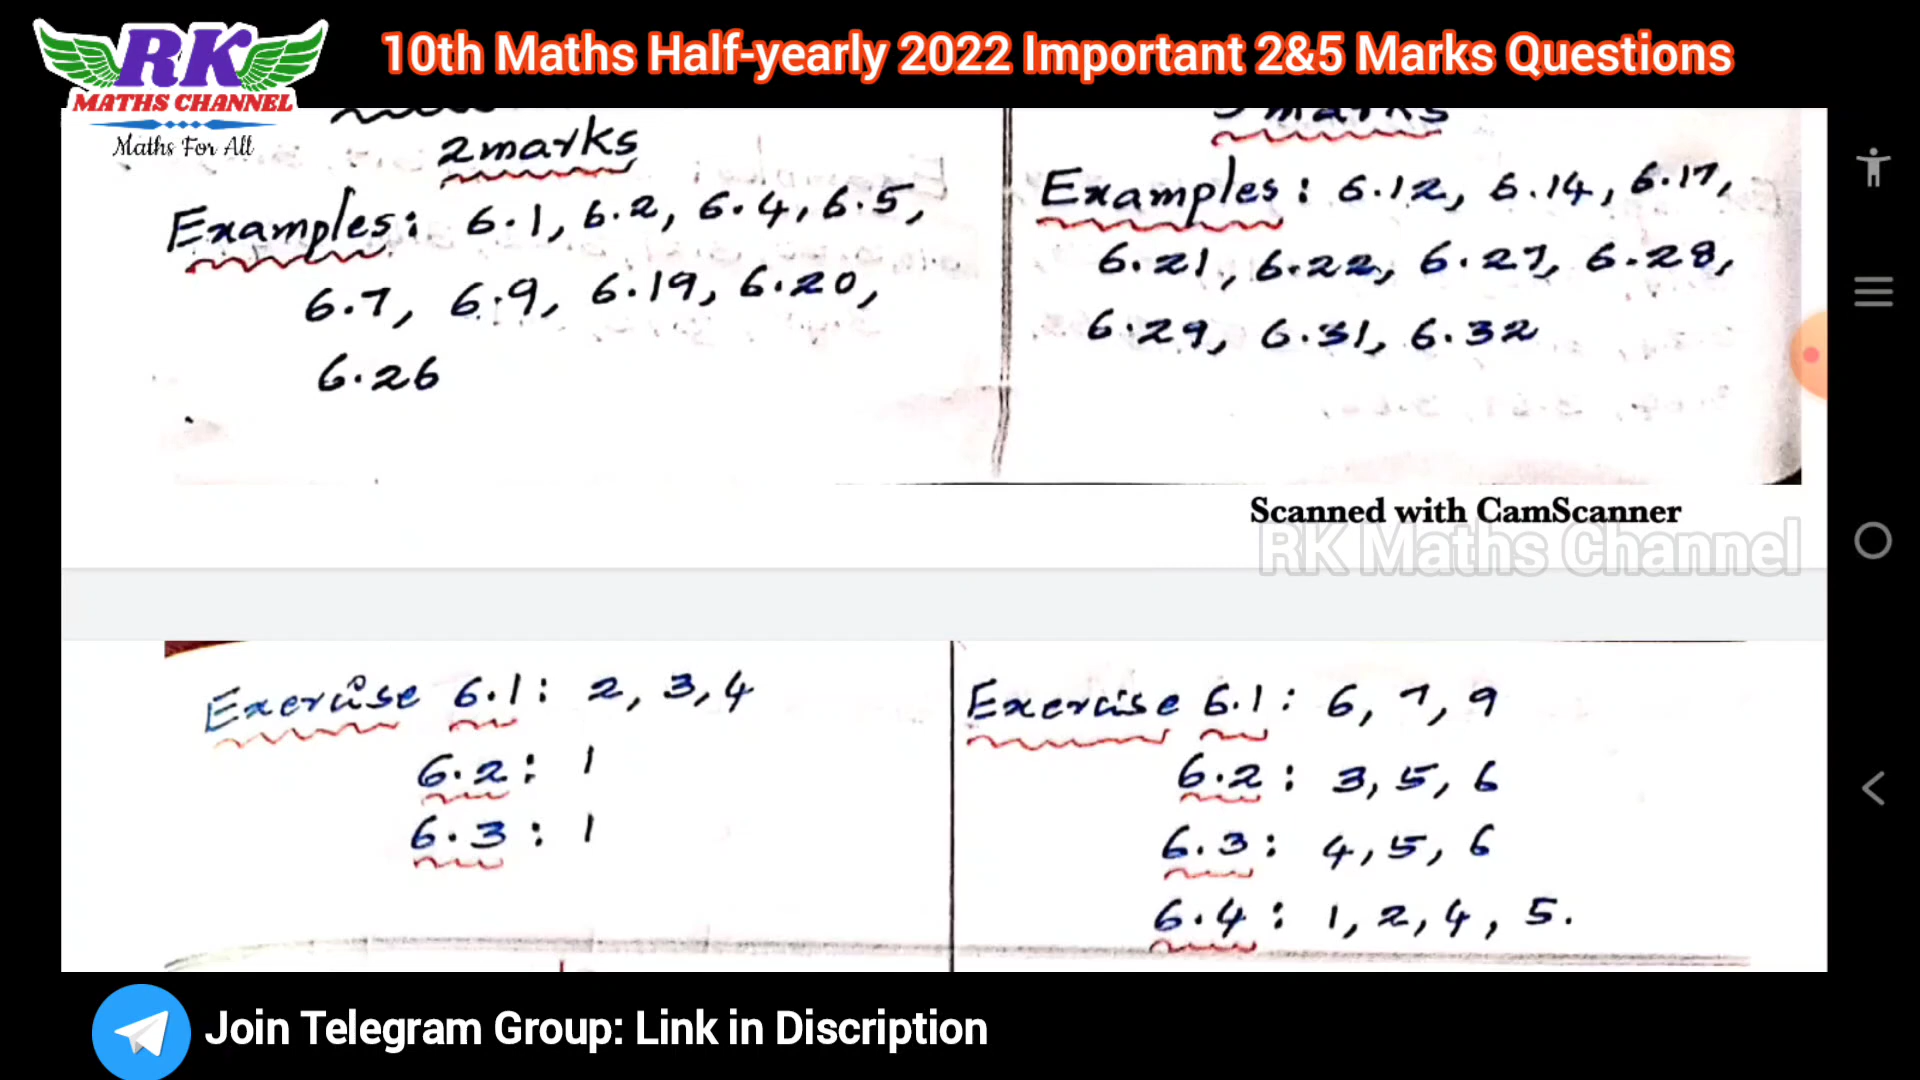 RK
MATHS CHANNEL
Maths For All
10th Maths Half-yearly 2022 Important 2&5 Marks Questions
2marks
Examples: 6.1, 6.2, 6.4, 6.5,
6.7, 6.9, 6.19, 6.20,
6.26
marks
Examples: 6.12, 6.14, 6.17,
6.21, 6.22, 6.27, 6.28,
6.29, 6.31, 6.32
Scanned with CamScanner
RK Maths Channel
Exercise 6.1: 2, 3, 4
6.2: 1
6.3: 1
Exercise 6.1: 6, 7, 9
6.2: 3, 5, 6
6.3: 4, 5, 6
6.4: 1, 2, 4, 5.
Join Telegram Group: Link in Discription